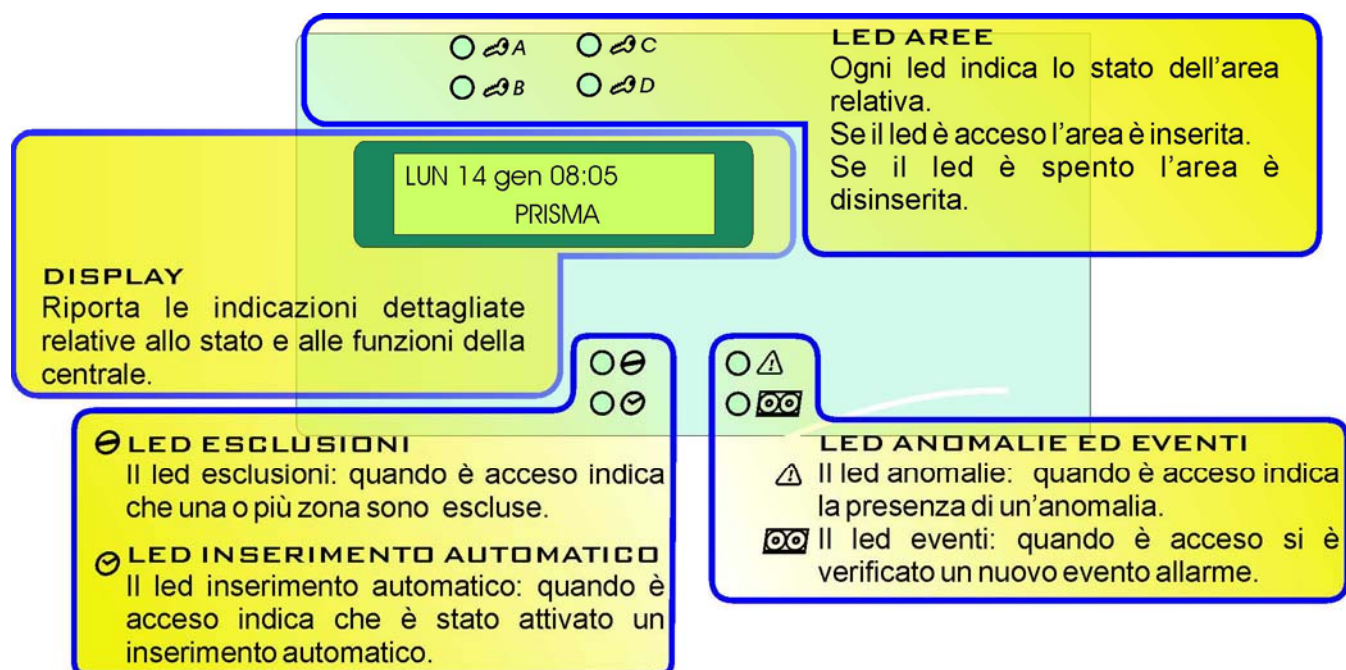 A
C
B
D
LED AREE
Ogni led indica lo stato dell'area
relativa.
Se il led è acceso l'area è inserita.
Se il led è spento l'area è
disinserita.
LUN 14 gen 08:05
PRISMA
DISPLAY
Riporta le indicazioni dettagliate
relative allo stato e alle funzioni della
centrale.
LED ESCLUSIONI
Il led esclusioni: quando è acceso indica
che una o più zona sono escluse.
LED INSERIMENTO AUTOMATICO
Il led inserimento automatico: quando è
acceso indica che è stato attivato un
inserimento automatico.
LED ANOMALIE ED EVENTI
Il led anomalie: quando è acceso indica
la presenza di un'anomalia.
Il led eventi: quando è acceso si è
verificato un nuovo evento allarme.